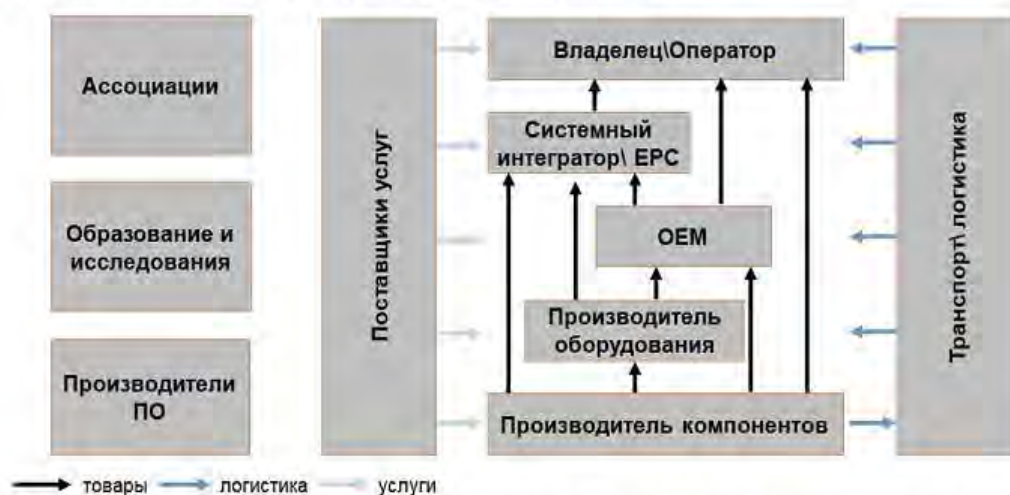 Ассоциации
Образование и
исследования
Производители
ПО
Поставщики услуг
Владелец\Оператор
Системный
интегратор\ EPC
OEM
Производитель
оборудования
Производитель компонентов
Транспорт\ логистика
товары
логистика
услуги